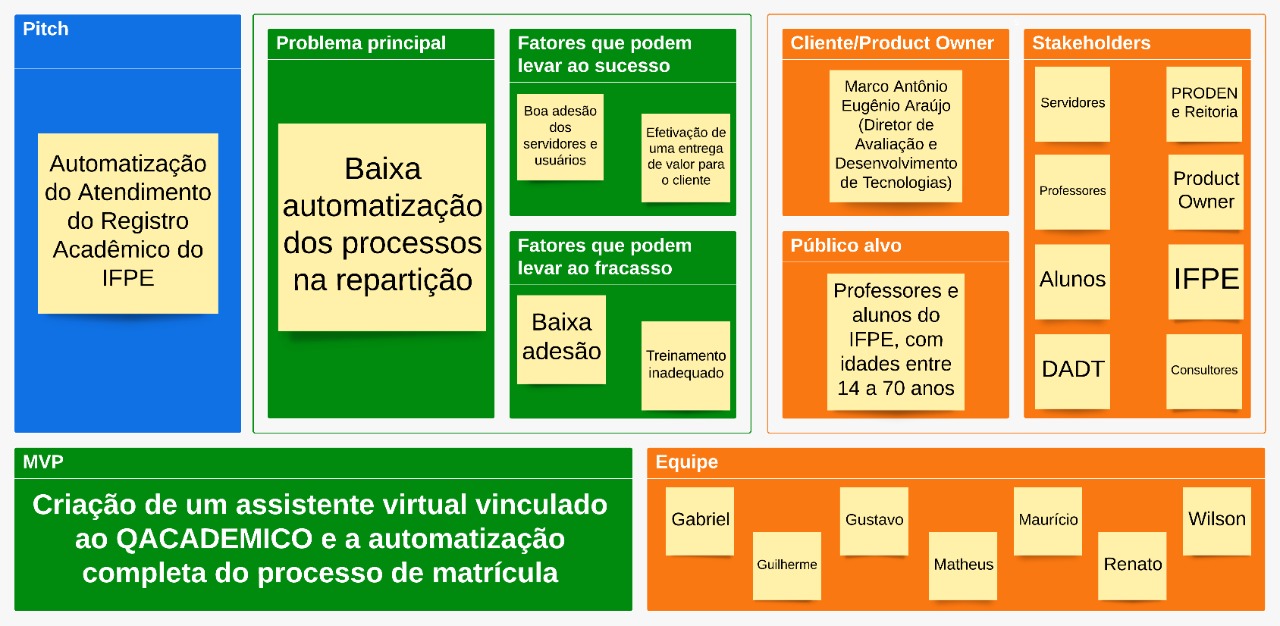 Pitch
Automatização
do Atendimento
do Registro
Acadêmico do
IFPE
Problema principal
Baixa
automatização
dos processos
na repartição
Fatores que podem
levar ao sucesso
Boa adesão
dos
servidores e
usuários
Efetivação de
uma entrega
de valor para
o cliente
Fatores que podem
levar ao fracasso
Baixa
adesão
Treinamento
inadequado
Cliente/Product Owner
Marco Antônio
Eugênio Araújo
(Diretor de
Avaliação e
Desenvolvimento
de Tecnologias)
Público alvo
Professores e
alunos do
IFPE, com
idades entre
14 a 70 anos
Stakeholders
Servidores
PRODEN
e Reitoria
Professores
Product
Owner
Alunos
IFPE
DADT
Consultores
MVP
Criação de um assistente virtual vinculado
ao QACADEMICO e a automatização
completa do processo de matrícula
Equipe
Gabriel
Guilherme
Gustavo
Matheus
Maurício
Renato
Wilson